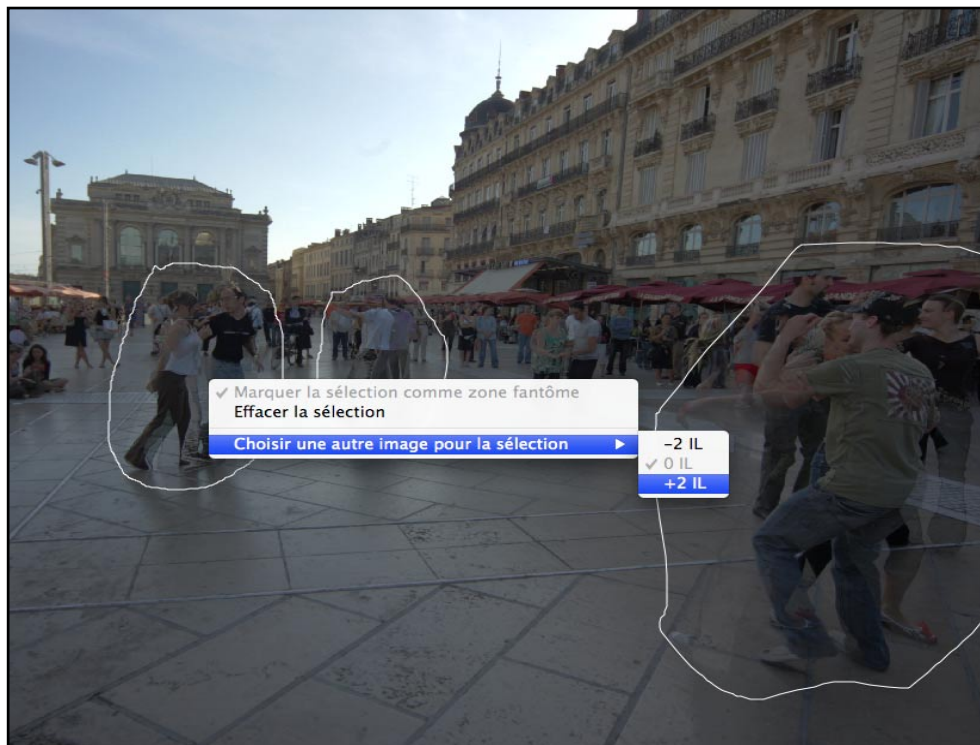 ✓ Marquer la sélection comme zone fantôme
Effacer la sélection
Choisir une autre image pour la sélection ▶
-2 IL
✓ 0 IL
+2 IL